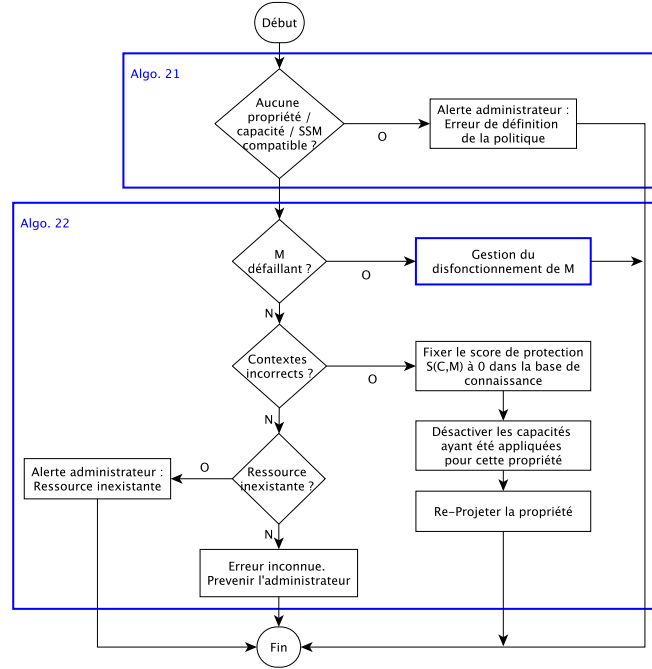 Début
Algo. 21
Aucune
propriété /
capacité / SSM
compatible ?
O
Alerte administrateur :
Erreur de définition
de la politique
Algo. 22
M
défaillant ?
O
Gestion du
disfonctionnement de M
N
Contextes
incorrects ?
O
Fixer le score de protection
S(C,M) à 0 dans la base de
connaissance
N
Désactiver les capacités
ayant été appliquées
pour cette propriété
Alerte administrateur :
Ressource inexistante
O
Ressource
inexistante ?
Re-Projeter la propriété
N
Erreur inconnue.
Prevenir l'administrateur
Fin